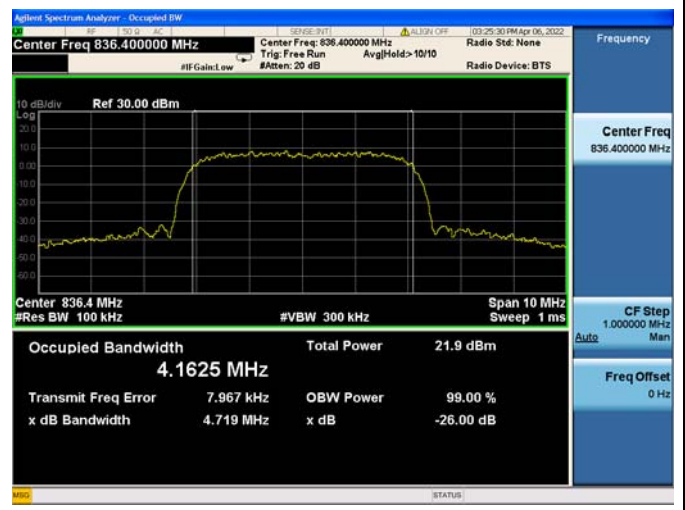 Agilent Spectrum Analyzer - Occupied BW
RF 50 Ω AC SENSE:INT ALIGN OFF 03:25:30 PM Apr 06, 2022
Center Freq 836.400000 MHz Center Freq: 836.400000 MHz Radio Std: None
Trig: Free Run Avg|Hold:> 10/10
#IFGain:Low #Atten: 20 dB Radio Device: BTS
10 dB/div Ref 30.00 dBm
Log
20.0
10.0
0.00
-10.0
-20.0
-30.0
-40.0
-50.0
-60.0
Center 836.4 MHz Span 10 MHz
#Res BW 100 kHz #VBW 300 kHz Sweep 1 ms
Occupied Bandwidth Total Power 21.9 dBm
4.1625 MHz
Transmit Freq Error 7.967 kHz OBW Power 99.00 %
x dB Bandwidth 4.719 MHz x dB -26.00 dB
MSG STATUS
Frequency
Center Freq
836.400000 MHz
CF Step
1.000000 MHz
Auto Man
Freq Offset
0 Hz